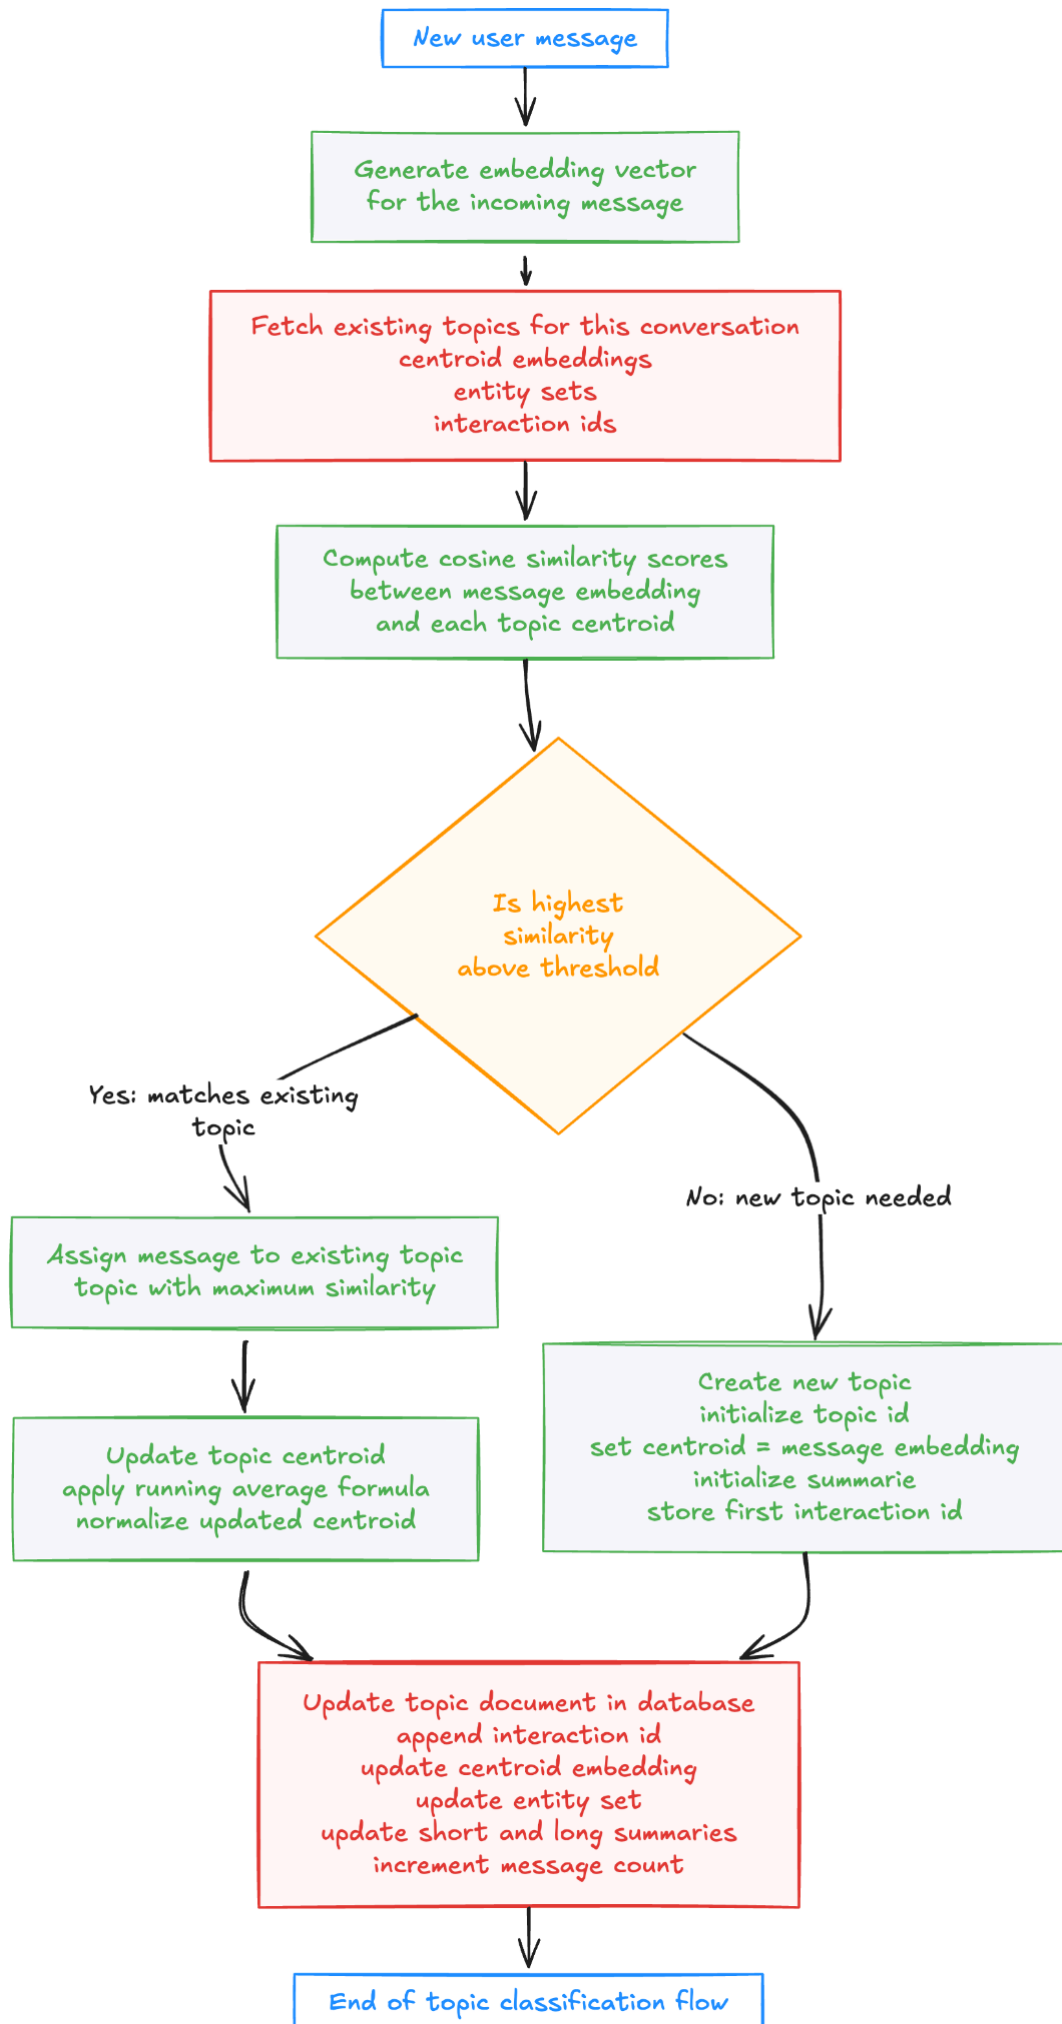 New user message
Generate embedding vector
for the incoming message
Fetch existing topics for this conversation
centroid embeddings
entity sets
interaction ids
Compute cosine similarity scores
between message embedding
and each topic centroid
Is highest
similarity
above threshold
Yes: matches existing
topic
No: new topic needed
Assign message to existing topic
topic with maximum similarity
Update topic centroid
apply running average formula
normalize updated centroid
Create new topic
initialize topic id
set centroid = message embedding
initialize summarie
store first interaction id
Update topic document in database
append interaction id
update centroid embedding
update entity set
update short and long summaries
increment message count
End of topic classification flow